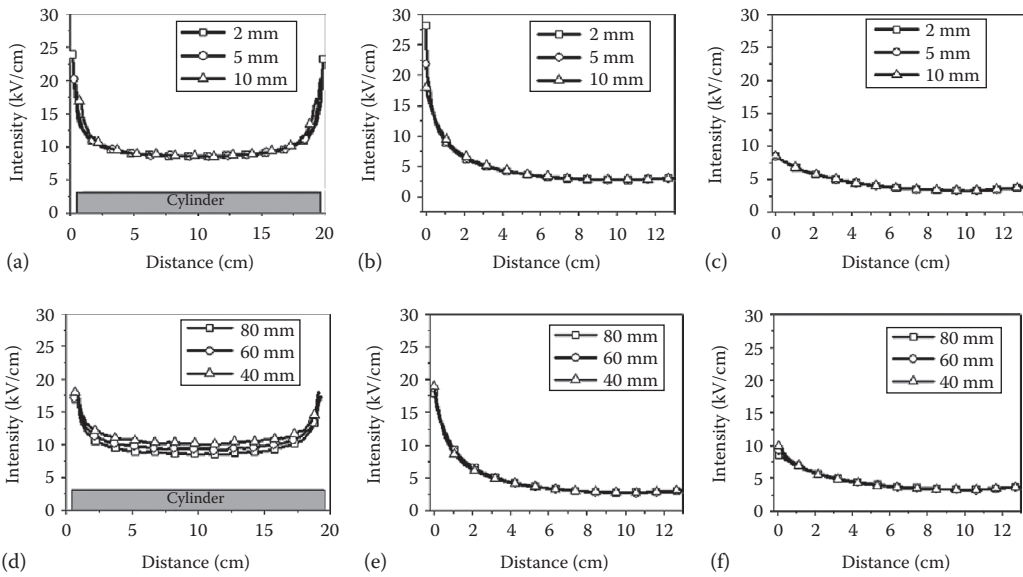 30
25
20
15
10
5
0
Intensity (kV/cm)
2 mm
5 mm
10 mm
Cylinder
0 5 10 15 20
Distance (cm)
(a)
30
25
20
15
10
5
0
Intensity (kV/cm)
2 mm
5 mm
10 mm
0 2 4 6 8 10 12
Distance (cm)
(b)
30
25
20
15
10
5
0
Intensity (kV/cm)
2 mm
5 mm
10 mm
0 2 4 6 8 10 12
Distance (cm)
(c)
30
25
20
15
10
5
0
Intensity (kV/cm)
80 mm
60 mm
40 mm
Cylinder
0 5 10 15 20
Distance (cm)
(d)
30
25
20
15
10
5
0
Intensity (kV/cm)
80 mm
60 mm
40 mm
0 2 4 6 8 10 12
Distance (cm)
(e)
30
25
20
15
10
5
0
Intensity (kV/cm)
80 mm
60 mm
40 mm
0 2 4 6 8 10 12
Distance (cm)
(f)